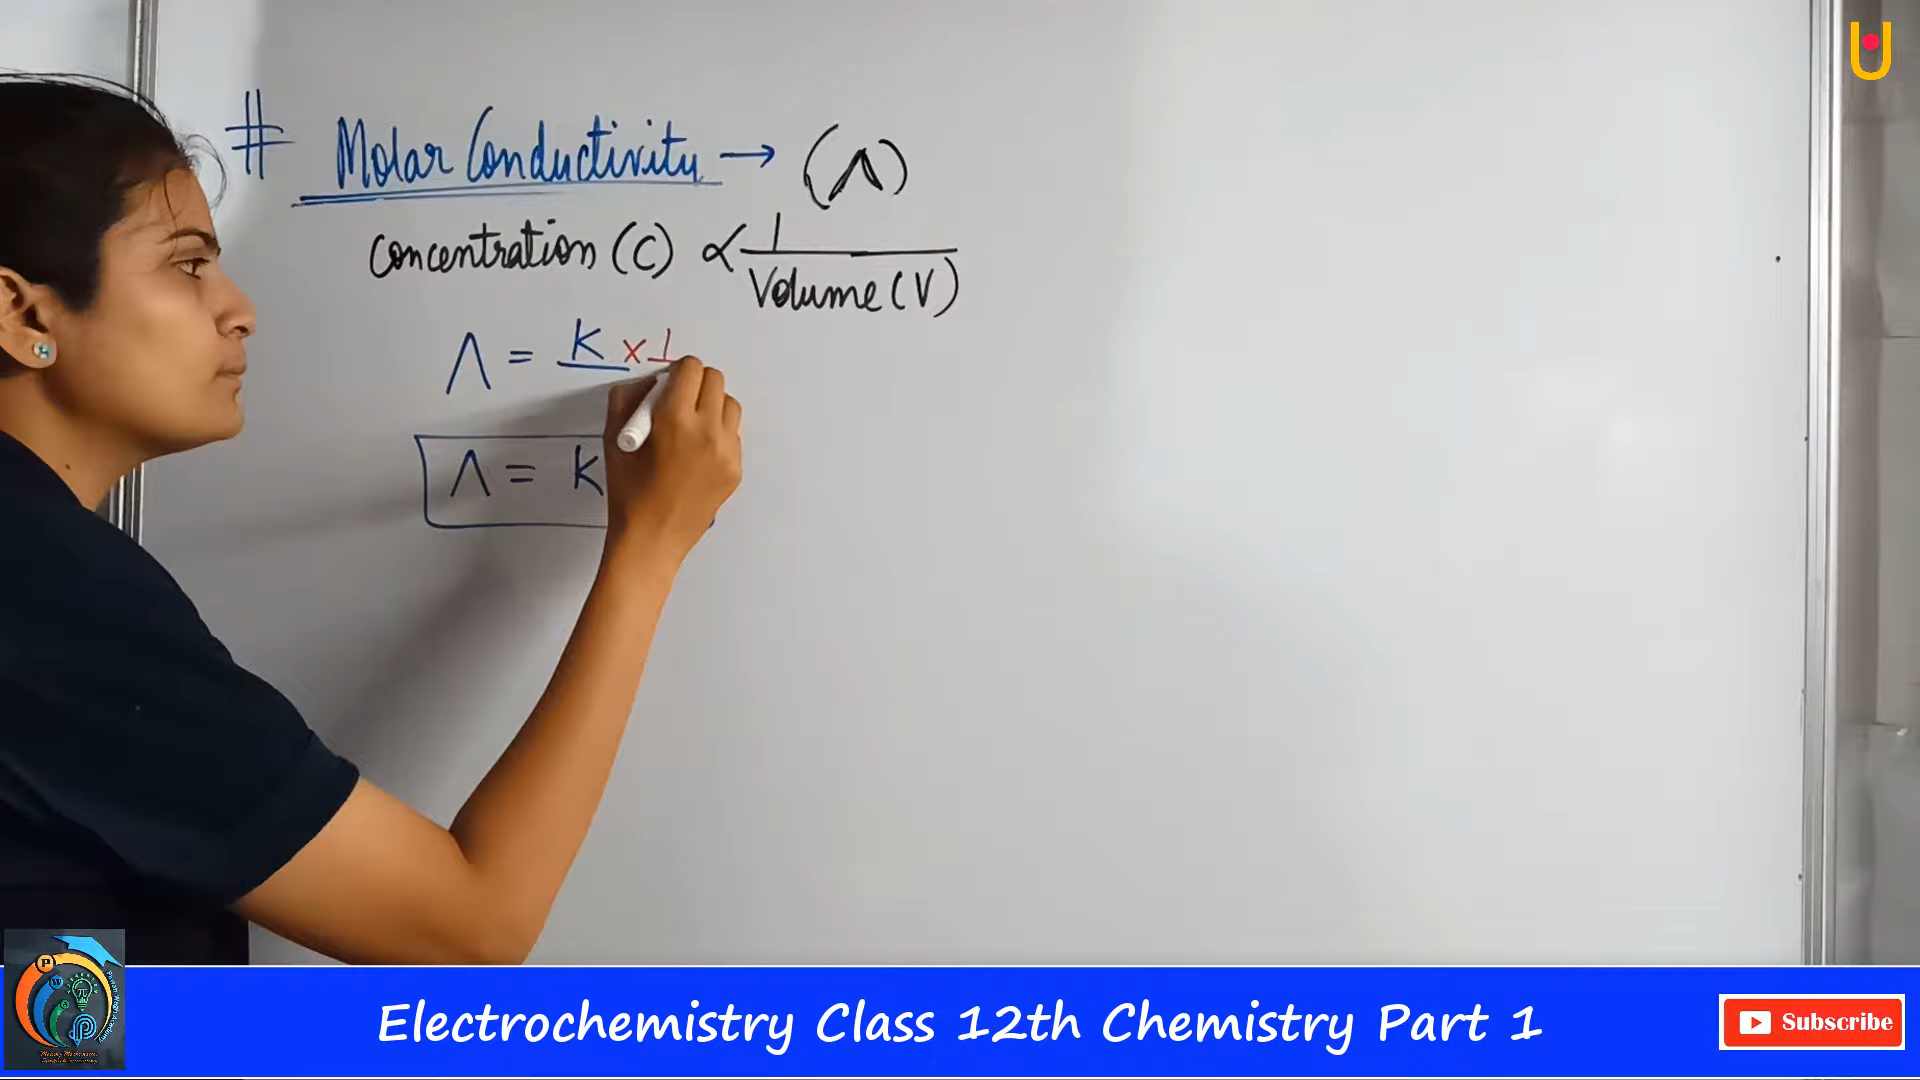 # Molar Conductivity → (Λ)
Concentration (C) ∝ 1
Volume (V)
Λ = K × 1
Λ = K
Electrochemistry Class 12th Chemistry Part 1
Subscribe